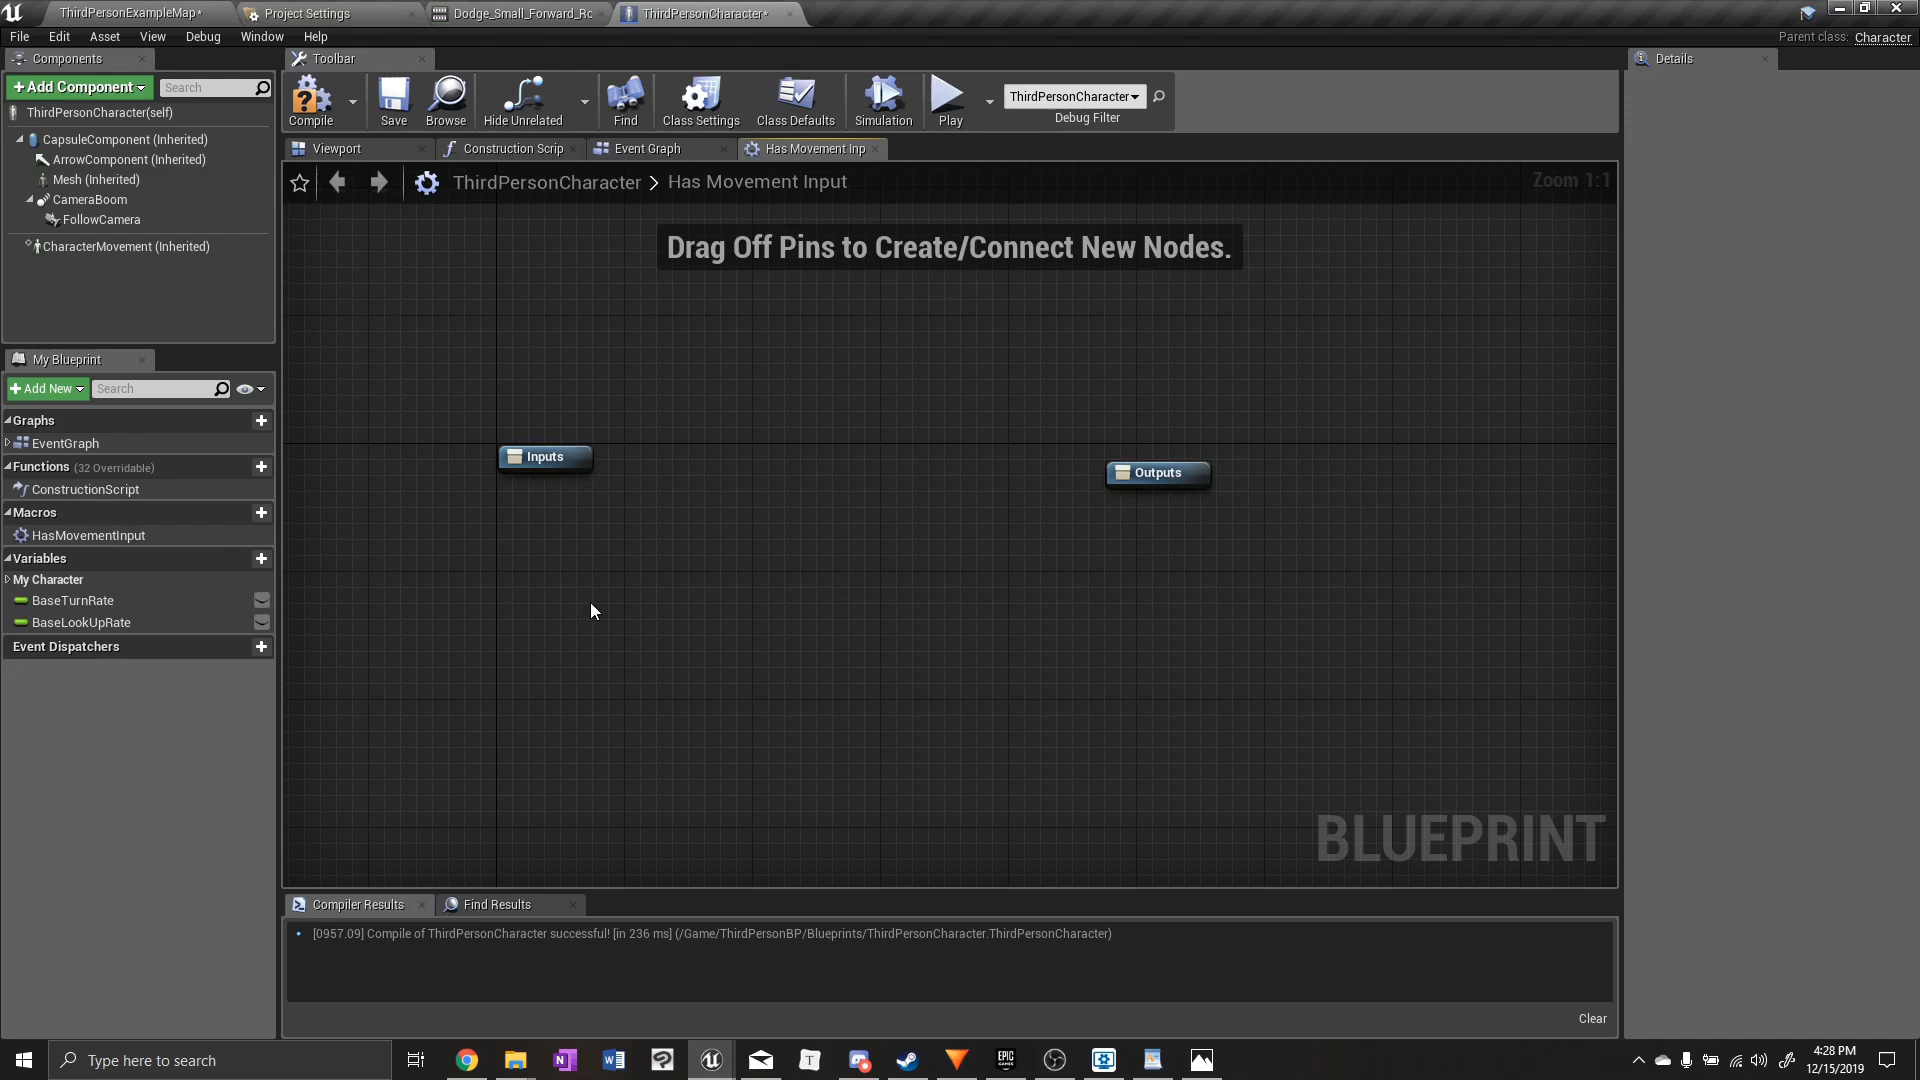 ThirdPersonExampleMap*
Project Settings
Dodge_Small_Forward_Ro
ThirdPersonCharacter*
File Edit Asset View Debug Window Help
Parent class: Character
Components
Toolbar
Details
+Add Component
Search
ThirdPersonCharacter(self)
CapsuleComponent (Inherited)
ArrowComponent (Inherited)
Mesh (Inherited)
CameraBoom
FollowCamera
CharacterMovement (Inherited)
Compile
Save
Browse
Hide Unrelated
Find
Class Settings
Class Defaults
Simulation
Play
ThirdPersonCharacter
Debug Filter
Viewport
Construction Scrip
Event Graph
Has Movement Inp
ThirdPersonCharacter > Has Movement Input
Zoom 1:1
Drag Off Pins to Create/Connect New Nodes.
Inputs
Outputs
BLUEPRINT
My Blueprint
+Add New
Search
Graphs
EventGraph
Functions (32 Overridable)
ConstructionScript
Macros
HasMovementInput
Variables
My Character
BaseTurnRate
BaseLookUpRate
Event Dispatchers
Compiler Results
Find Results
[0957.09] Compile of ThirdPersonCharacter successful! [in 236 ms] (/Game/ThirdPersonBP/Blueprints/ThirdPersonCharacter.ThirdPersonCharacter)
Clear
Type here to search
4:28 PM
12/15/2019